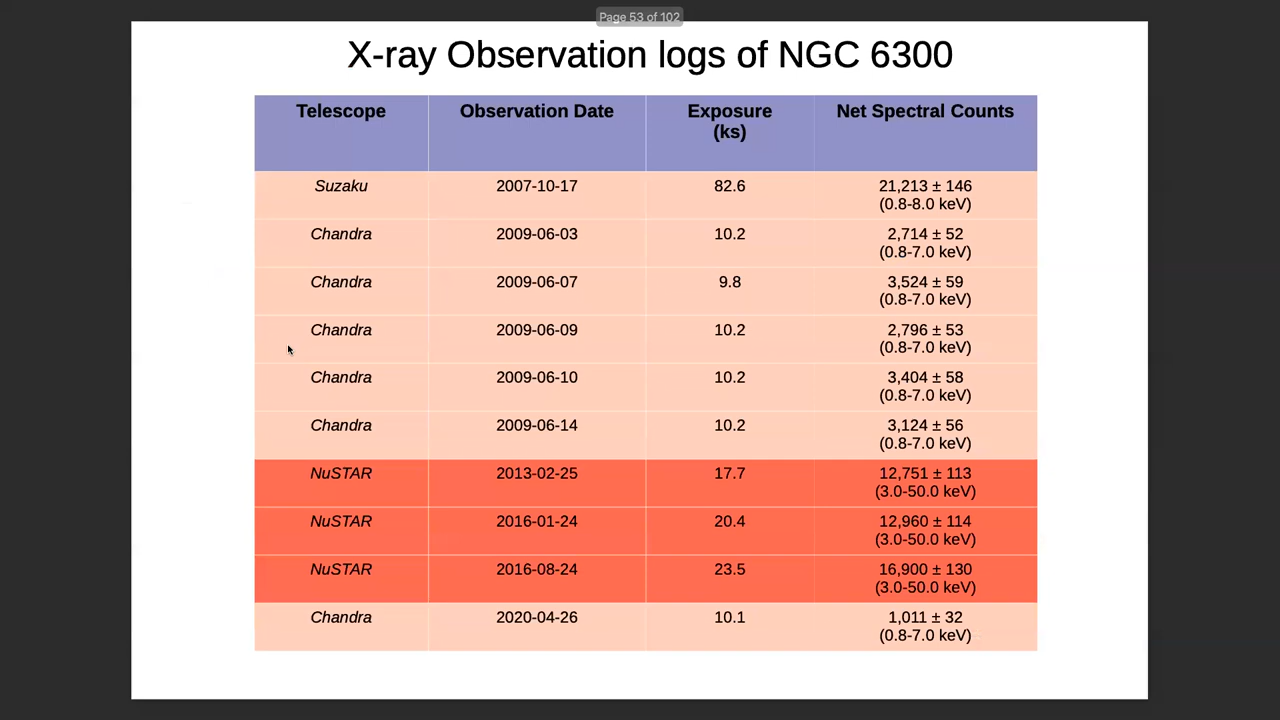 Page 53 of 102
X-ray Observation logs of NGC 6300
Telescope Observation Date Exposure (ks) Net Spectral Counts
Suzaku 2007-10-17 82.6 21,213 ± 146
(0.8-8.0 keV)
Chandra 2009-06-03 10.2 2,714 ± 52
(0.8-7.0 keV)
Chandra 2009-06-07 9.8 3,524 ± 59
(0.8-7.0 keV)
Chandra 2009-06-09 10.2 2,796 ± 53
(0.8-7.0 keV)
Chandra 2009-06-10 10.2 3,404 ± 58
(0.8-7.0 keV)
Chandra 2009-06-14 10.2 3,124 ± 56
(0.8-7.0 keV)
NuSTAR 2013-02-25 17.7 12,751 ± 113
(3.0-50.0 keV)
NuSTAR 2016-01-24 20.4 12,960 ± 114
(3.0-50.0 keV)
NuSTAR 2016-08-24 23.5 16,900 ± 130
(3.0-50.0 keV)
Chandra 2020-04-26 10.1 1,011 ± 32
(0.8-7.0 keV)